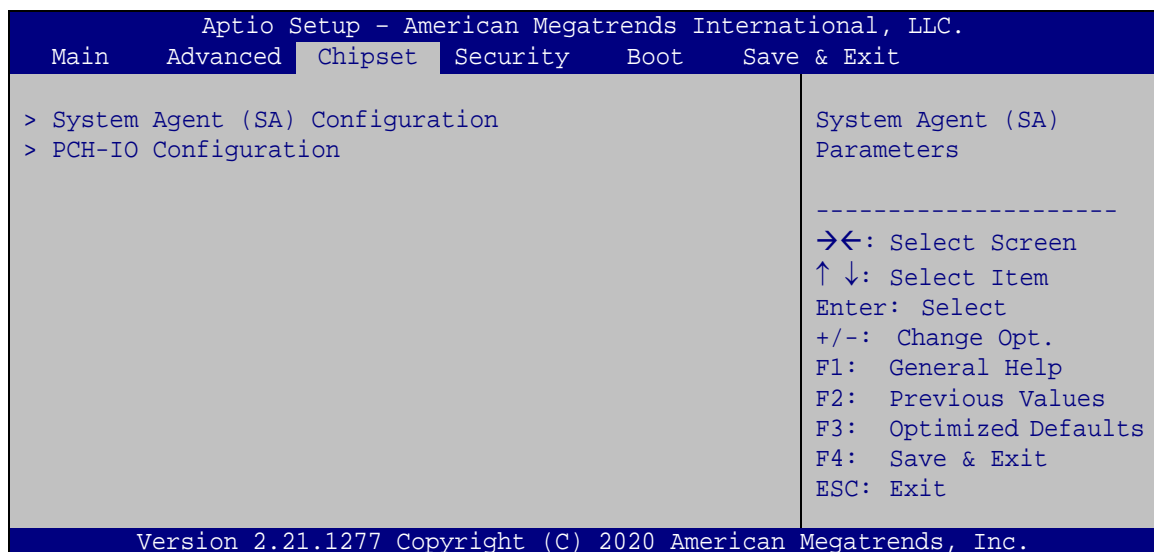 Aptio Setup – American Megatrends International, LLC.
Main Advanced Chipset Security Boot Save & Exit
> System Agent (SA) Configuration
> PCH-IO Configuration
System Agent (SA)
Parameters
---------------------
→←: Select Screen
↑ ↓: Select Item
Enter: Select
+/-: Change Opt.
F1: General Help
F2: Previous Values
F3: Optimized Defaults
F4: Save & Exit
ESC: Exit
Version 2.21.1277 Copyright (C) 2020 American Megatrends, Inc.